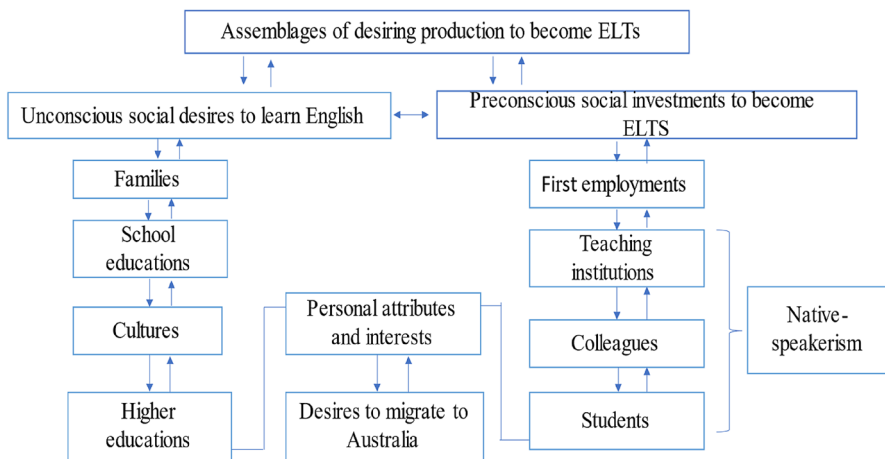 Assemblages of desiring production to become ELTs
Unconscious social desires to learn English
Preconscious social investments to become
ELTS
Families
First employments
School
educations
Teaching
institutions
Personal attributes
and interests
Native-
speakerism
Cultures
Colleagues
Higher
educations
Desires to migrate to
Australia
Students